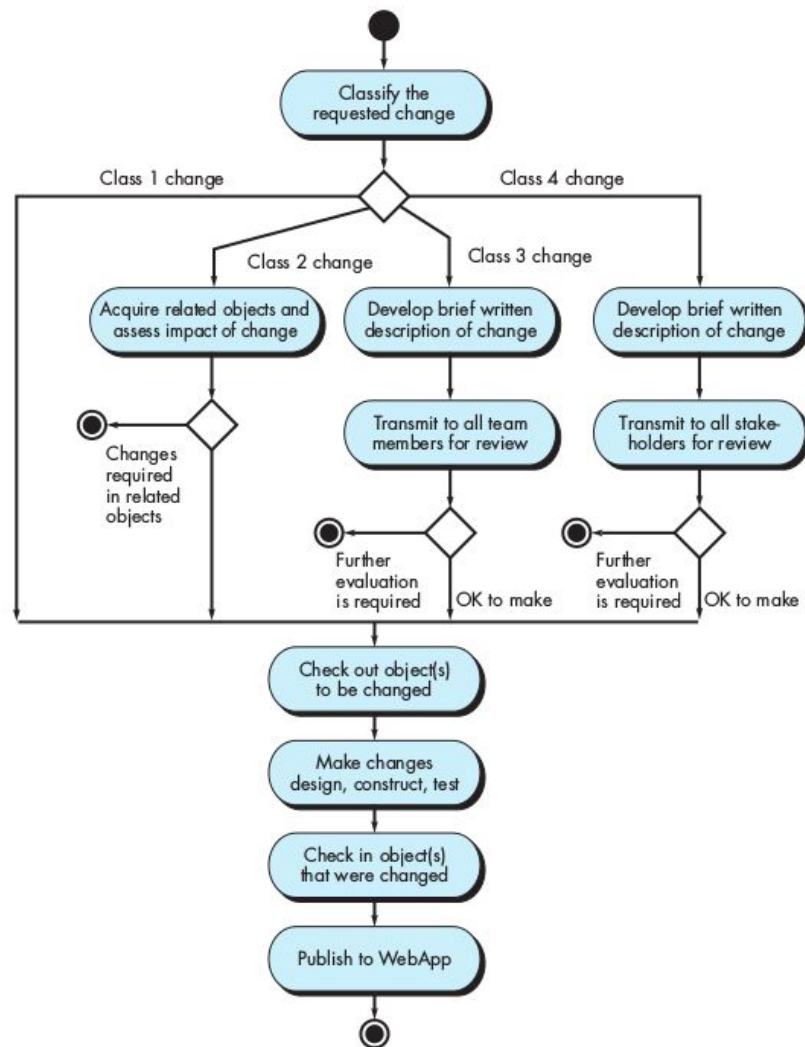 Classify the
requested change
Class 1 change
Class 4 change
Class 2 change
Class 3 change
Acquire related objects and
assess impact of change
Develop brief written
description of change
Develop brief written
description of change
Transmit to all team
members for review
Transmit to all stake-
holders for review
Changes
required
in related
objects
Further
evaluation
is required
OK to make
Further
evaluation
is required
OK to make
Check out object(s)
to be changed
Make changes
design, construct, test
Check in object(s)
that were changed
Publish to WebApp